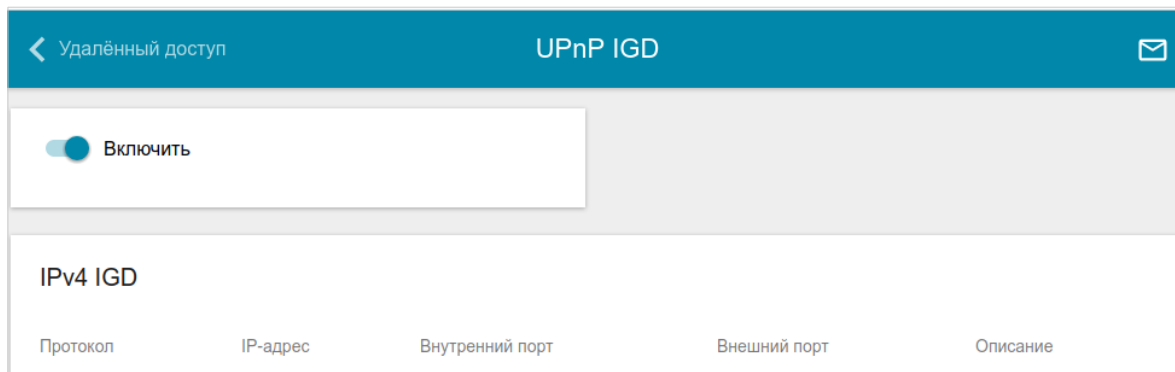 Удалённый доступ UPnP IGD
Включить
IPv4 IGD
Протокол IP-адрес Внутренний порт Внешний порт Описание